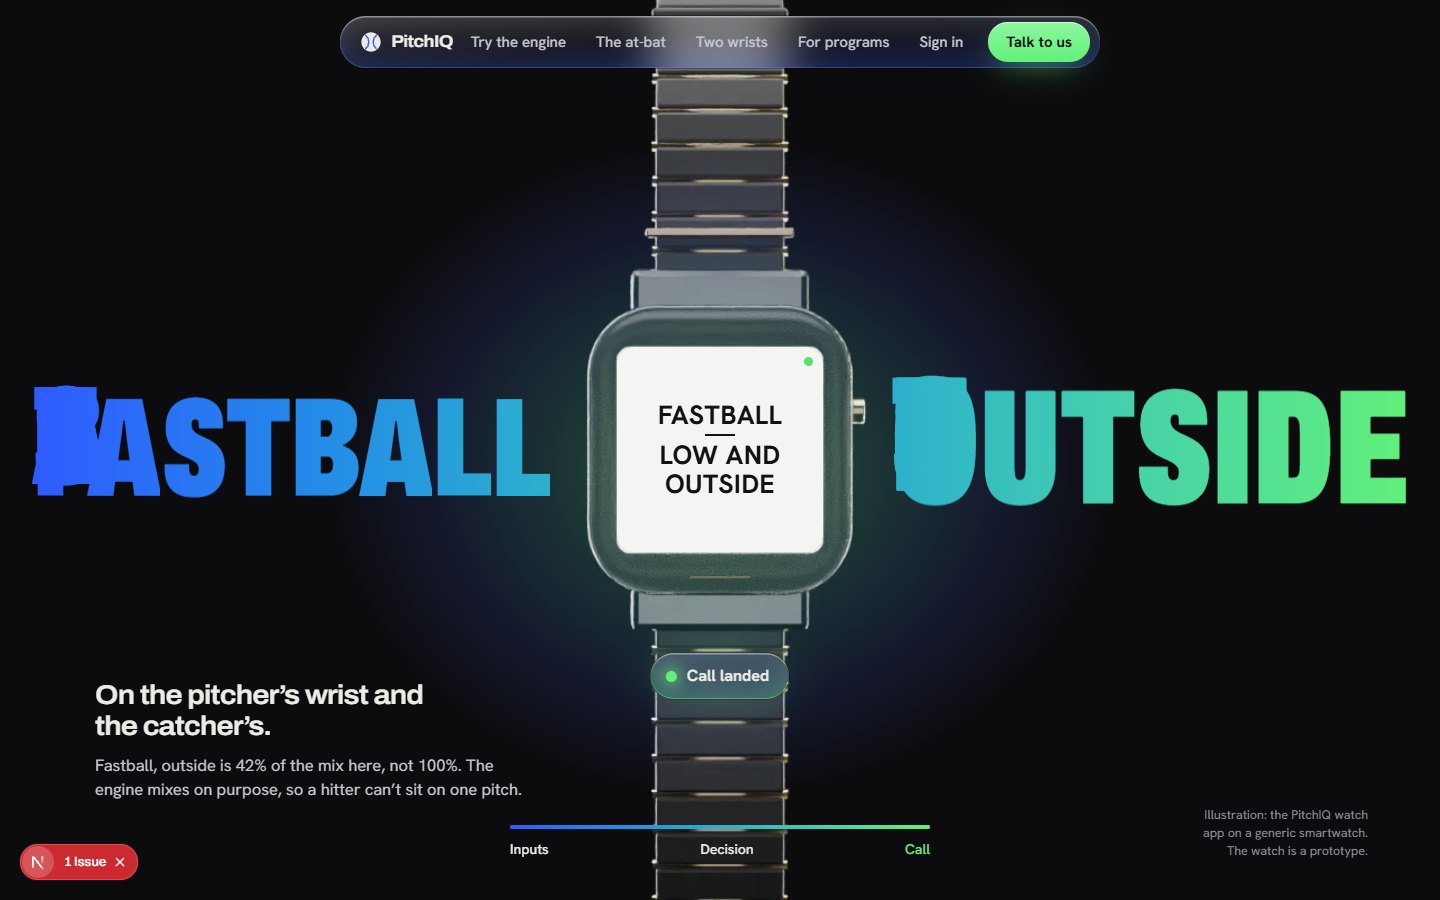 PitchIQ Try the engine The at-bat Two wrists For programs Sign in Talk to us
FASTBALL
OUTSIDE
FASTBALL
LOW AND
OUTSIDE
Call landed
On the pitcher’s wrist and
the catcher’s.
Fastball, outside is 42% of the mix here, not 100%. The
engine mixes on purpose, so a hitter can’t sit on one pitch.
Inputs Decision Call
Illustration: the PitchIQ watch
app on a generic smartwatch.
The watch is a prototype.
N 1 Issue